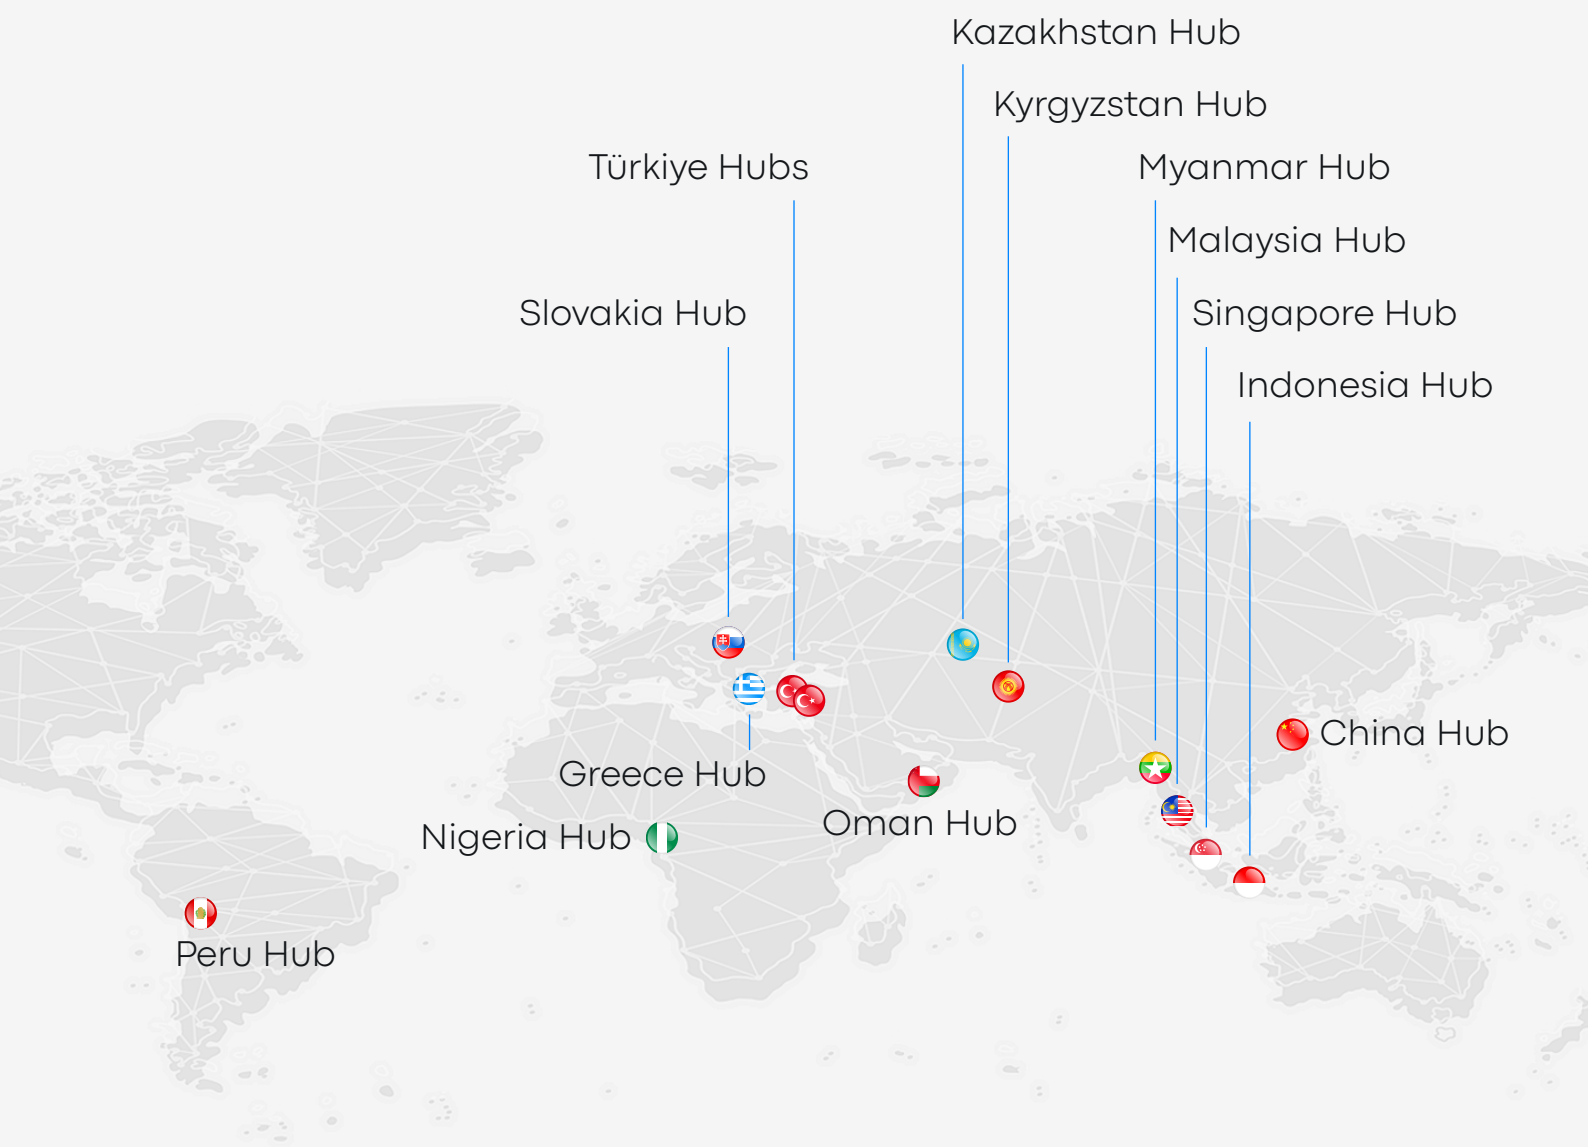 Kazakhstan Hub
Kyrgyzstan Hub
Türkiye Hubs
Myanmar Hub
Malaysia Hub
Slovakia Hub
Singapore Hub
Indonesia Hub
China Hub
Greece Hub
Oman Hub
Nigeria Hub
Peru Hub